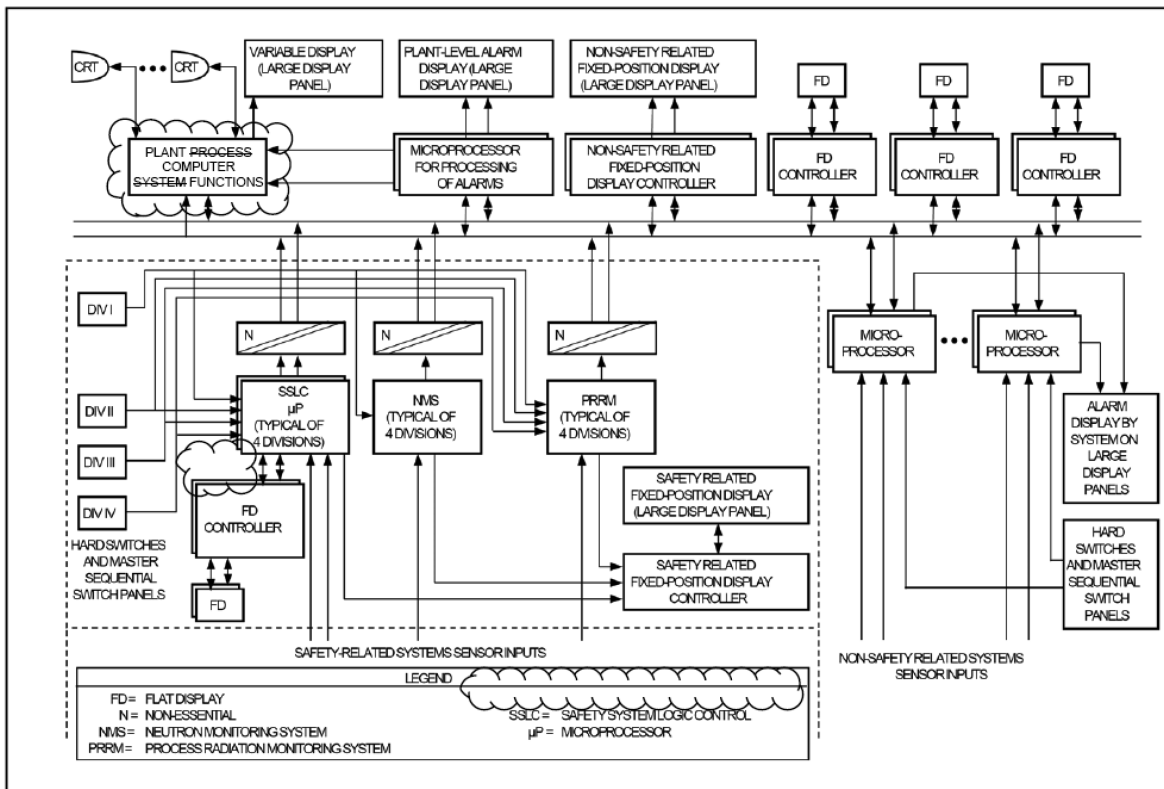 CRT
CRT
VARIABLE DISPLAY
(LARGE DISPLAY
PANEL)
PLANT-LEVEL ALARM
DISPLAY (LARGE
DISPLAY PANEL)
NON-SAFETY RELATED
FIXED-POSITION DISPLAY
(LARGE DISPLAY PANEL)
FD
FD
FD
PLANT PROCESS
COMPUTER
SYSTEM FUNCTIONS
MICROPROCESSOR
FOR PROCESSING
OF ALARMS
NON-SAFETY RELATED
FIXED-POSITION
DISPLAY CONTROLLER
FD
CONTROLLER
FD
CONTROLLER
FD
CONTROLLER
DIV I
DIV II
DIV III
DIV IV
HARD SWITCHES
AND MASTER
SEQUENTIAL
SWITCH PANELS
N
N
N
SSLC
µP
(TYPICAL OF
4 DIVISIONS)
NMS
(TYPICAL OF
4 DIVISIONS)
PRRM
(TYPICAL OF
4 DIVISIONS)
FD
CONTROLLER
FD
SAFETY RELATED
FIXED-POSITION DISPLAY
(LARGE DISPLAY PANEL)
SAFETY RELATED
FIXED-POSITION DISPLAY
CONTROLLER
MICRO-
PROCESSOR
MICRO-
PROCESSOR
ALARM
DISPLAY BY
SYSTEM ON
LARGE
DISPLAY
PANELS
HARD
SWITCHES
AND MASTER
SEQUENTIAL
SWITCH
PANELS
SAFETY-RELATED SYSTEMS SENSOR INPUTS
NON-SAFETY RELATED SYSTEMS
SENSOR INPUTS
LEGEND
FD = FLAT DISPLAY
N = NON-ESSENTIAL
NMS = NEUTRON MONITORING SYSTEM
PRRM = PROCESS RADIATION MONITORING SYSTEM
SSLC = SAFETY SYSTEM LOGIC CONTROL
µP = MICROPROCESSOR